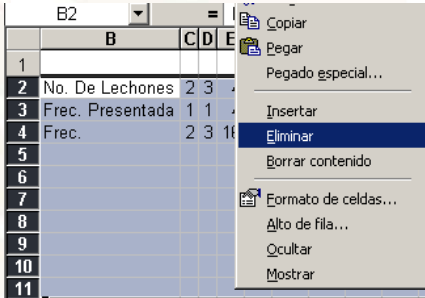 B2 =
Copiar
Pegar
Pegado especial...
Insertar
Eliminar
Borrar contenido
Formato de celdas...
Alto de fila...
Ocultar
Mostrar
B C D E
1
2 No. De Lechones 2 3
3 Frec. Presentada 1 1
4 Frec. 2 3
5
6
7
8
9
10
11